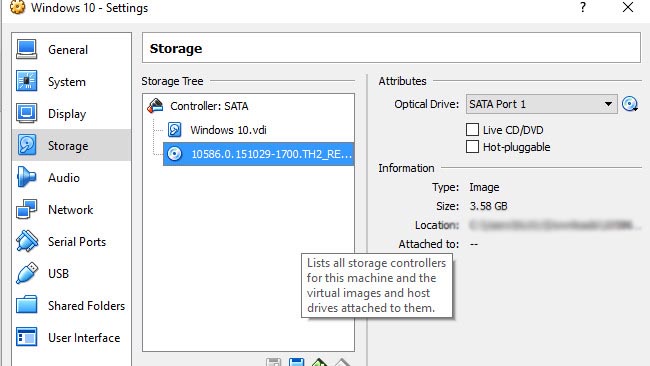 Windows 10 - Settings
?
General
System
Display
Storage
Audio
Network
Serial Ports
USB
Shared Folders
User Interface
Storage
Storage Tree
Controller: SATA
Windows 10.vdi
10586.0.151029-1700.TH2_RE...
Lists all storage controllers
for this machine and the
virtual images and host
drives attached to them.
Attributes
Optical Drive: SATA Port 1
Live CD/DVD
Hot-pluggable
Information
Type: Image
Size: 3.58 GB
Location:
Attached to: --